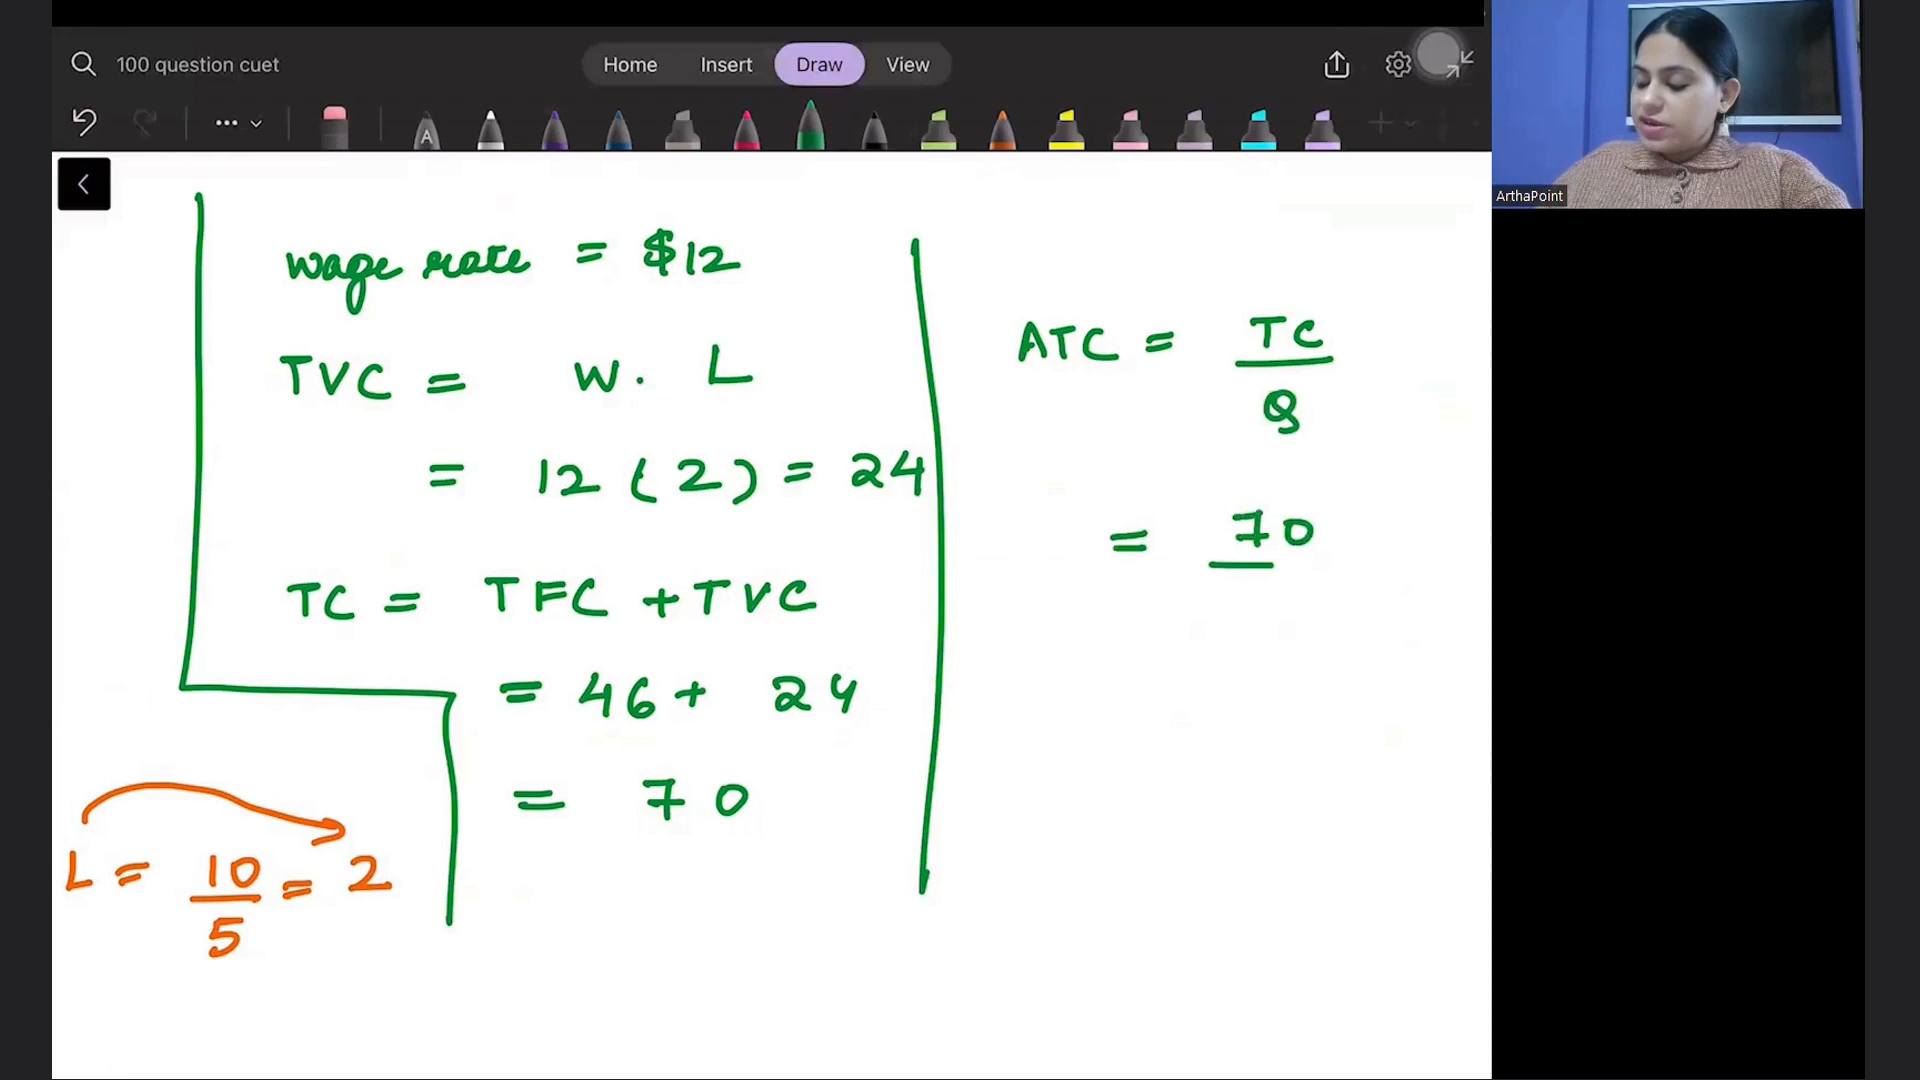 100 question cuet
Home Insert Draw View
A
ArthaPoint
wage rate = $12
TVC = W. L
= 12 (2) = 24
TC = TFC + TVC
= 46 + 24
= 70
L = 10/5 = 2
ATC = TC/Q
= 70